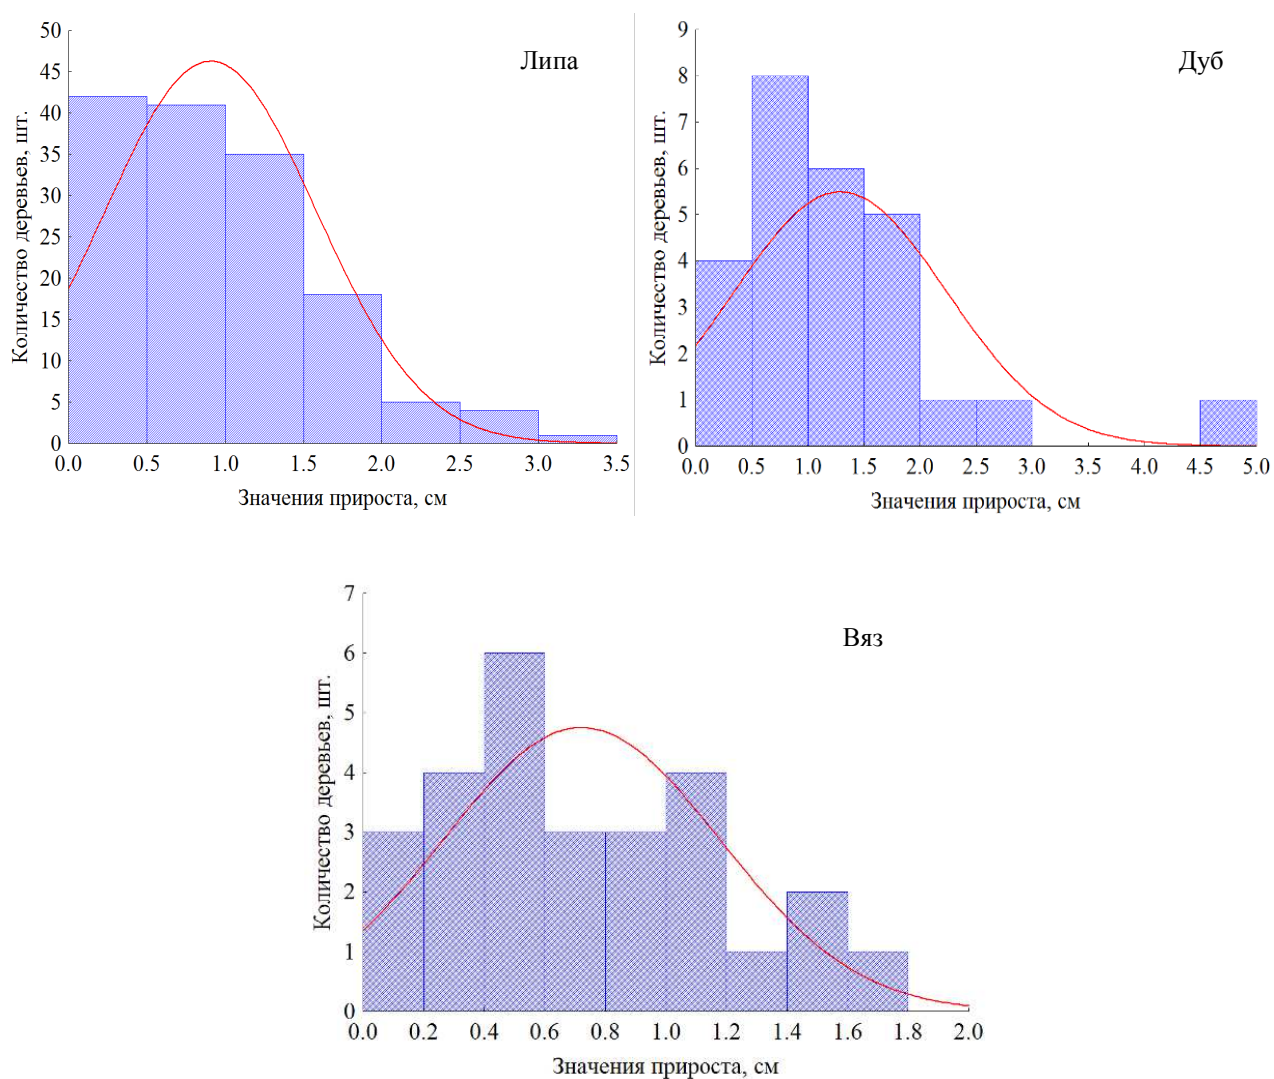 Липа
Количество деревьев, шт.
50
45
40
35
30
25
20
15
10
5
0
0.0 0.5 1.0 1.5 2.0 2.5 3.0 3.5
Значения прироста, см
Дуб
Количество деревьев, шт.
9
8
7
6
5
4
3
2
1
0
0.0 0.5 1.0 1.5 2.0 2.5 3.0 3.5 4.0 4.5 5.0
Значения прироста, см
Вяз
Количество деревьев, шт.
7
6
5
4
3
2
1
0
0.0 0.2 0.4 0.6 0.8 1.0 1.2 1.4 1.6 1.8 2.0
Значения прироста, см